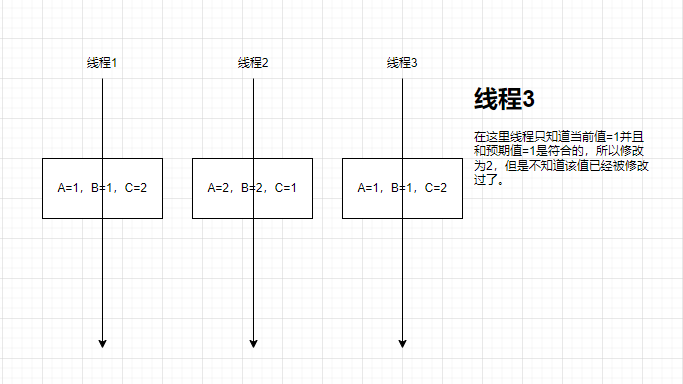 线程1
线程2
线程3
A=1，B=1，C=2
A=2，B=2，C=1
A=1，B=1，C=2
线程3
在这里线程只知道当前值=1并且
和预期值=1是符合的，所以修改
为2，但是不知道该值已经被修改
过了。